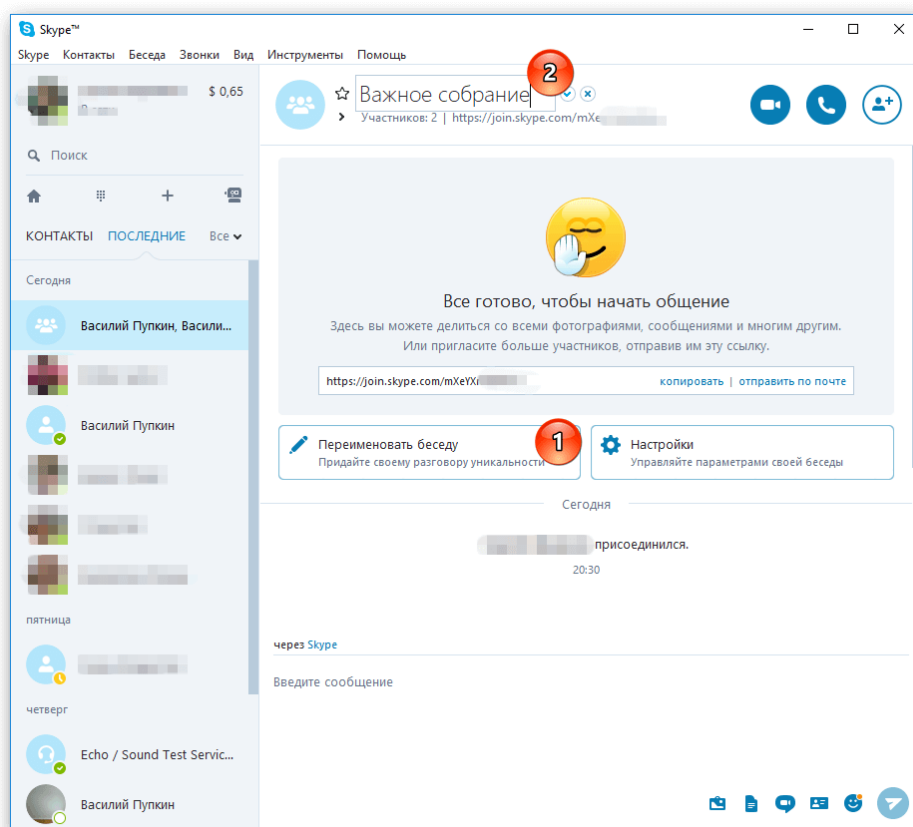 Skype™
Skype Контакты Беседа Звонки Вид Инструменты Помощь
$ 0,65
Поиск
КОНТАКТЫ ПОСЛЕДНИЕ Все
Сегодня
Василий Пупкин, Васили...
Василий Пупкин
пятница
четверг
Echo / Sound Test Servic...
Василий Пупкин
Важное собрание
2
Участников: 2 | https://join.skype.com/mXe
Все готово, чтобы начать общение
Здесь вы можете делиться со всеми фотографиями, сообщениями и многим другим.
Или пригласите больше участников, отправив им эту ссылку.
https://join.skype.com/mXeYX копировать | отправить по почте
Переименовать беседу
1
Придайте своему разговору уникальности
Настройки
Управляйте параметрами своей беседы
Сегодня
присоединился.
20:30
через Skype
Введите сообщение